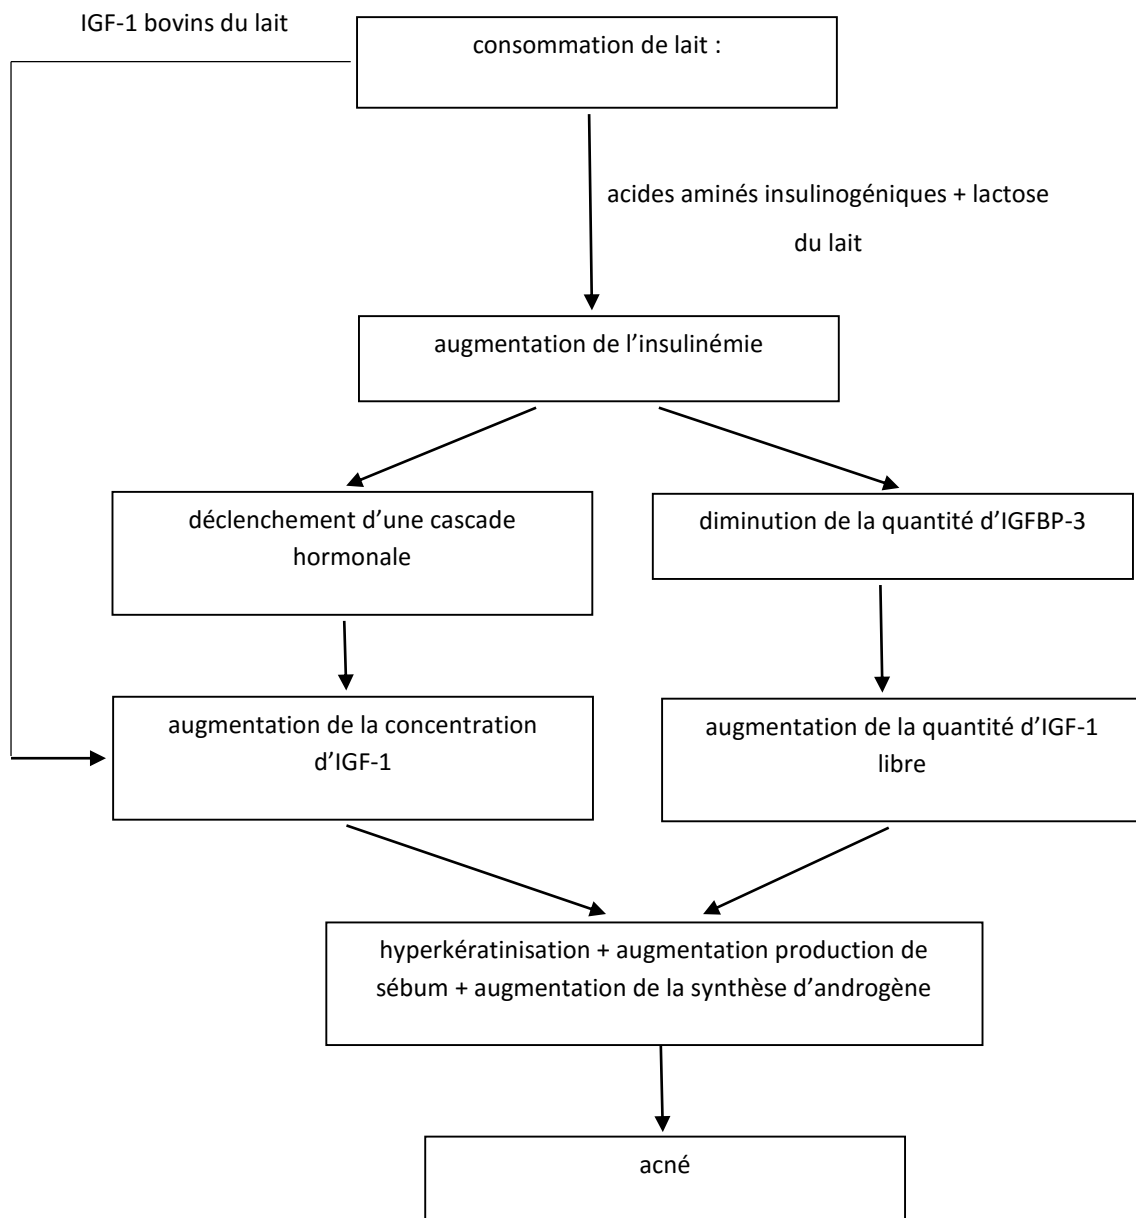 IGF-1 bovins du lait
consommation de lait :
acides aminés insulinogéniques + lactose
du lait
augmentation de l’insulinémie
déclenchement d’une cascade
hormonale
diminution de la quantité d’IGFBP-3
augmentation de la concentration
d’IGF-1
augmentation de la quantité d’IGF-1
libre
hyperkératinisation + augmentation production de
sébum + augmentation de la synthèse d’androgène
acné